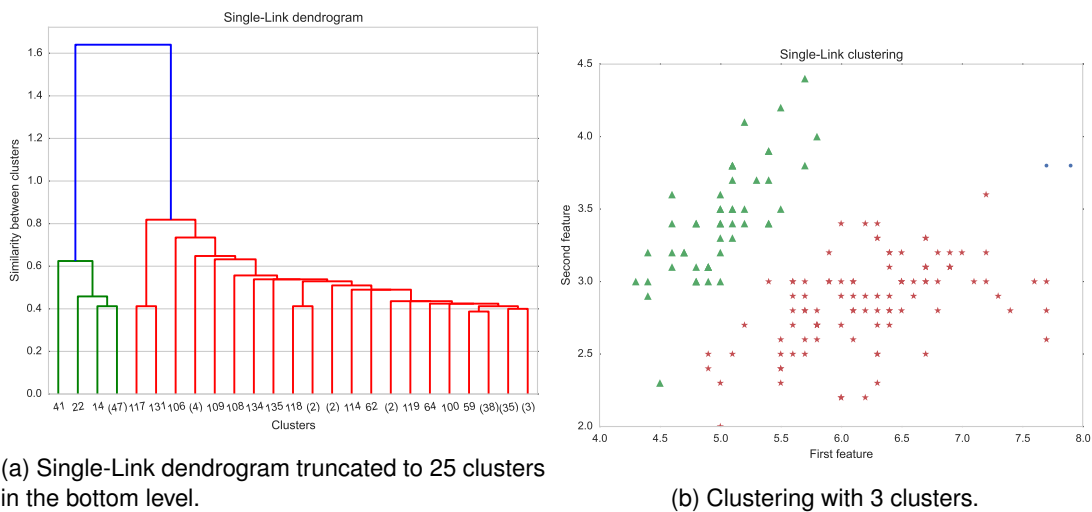 Single-Link dendrogram
Similarity between clusters
1.6
1.4
1.2
1.0
0.8
0.6
0.4
0.2
0.0
41 22 14 (47) 117 131 106 (4) 109 108 134 135 118 (2) (2) 114 62 (2) 119 64 100 59 (38) (35) (3)
Clusters
(a) Single-Link dendrogram truncated to 25 clusters
in the bottom level.
Single-Link clustering
Second feature
4.5
4.0
3.5
3.0
2.5
2.0
4.0 4.5 5.0 5.5 6.0 6.5 7.0 7.5 8.0
First feature
(b) Clustering with 3 clusters.